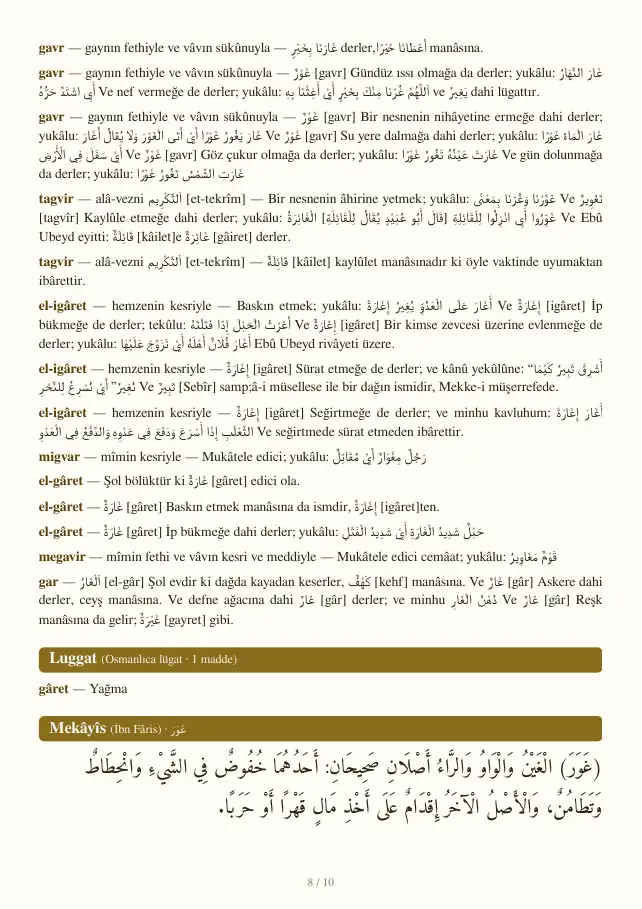 gavr — gaynın fethiyle ve vâvın sükûnuyla — غَارَنَا بِخَيْرٍ derler, أَعْطَانَا خَيْرًا manâsına.
gavr — gaynın fethiyle ve vâvın sükûnuyla — غَوْرٌ [gavr] Gündüz ıssı olmağa da derler; yukâlu: غَارَ النَّهَارُ
أَيِ اشْتَدَّ حَرُّهُ Ve nef vermeğe de derler; yukâlu: اَللّٰهُمَّ غُرْنَا مِنْكَ بِخَيْرٍ أَيْ أَغِثْنَا بِهِ ve يَغِيرُ dahi lügattır.
gavr — gaynın fethiyle ve vâvın sükûnuyla — غَوْرٌ [gavr] Bir nesnenin nihâyetine ermeğe dahi derler;
yukâlu: غَارَ يَغُورُ غَوْرًا أَيْ أَتَى الْغَوْرَ وَلَا يُقَالُ أَغَارَ Ve غَوْرٌ [gavr] Su yere dalmağa dahi derler; yukâlu: غَارَ الْمَاءُ غَوْرًا
أَيْ سَفَلَ فِي الْأَرْضِ Ve غَوْرٌ [gavr] Göz çukur olmağa da derler; yukâlu: غَارَتْ عَيْنُهُ تَغُورُ غَوْرًا Ve gün dolunmağa
da derler; yukâlu: غَارَتِ الشَّمْسُ تَغُورُ غَوْرًا
tagvir — alâ-vezni اَلتَّكْرِيم [et-tekrîm] — Bir nesnenin âhirine yetmek; yukâlu: غَوَّرْنَا وَغُرْنَا بِمَعْنًى Ve تَغْوِيرٌ
[tagvîr] Kaylûle etmeğe dahi derler; yukâlu: غَوِّرُوا أَيِ انْزِلُوا لِلْقَائِلَةِ [قَالَ أَبُو عُبَيْدٍ يُقَالُ لِلْقَائِلَةِ] الْغَائِرَةُ Ve Ebû
Ubeyd eyitti: قَائِلَةٌ [kâilet]e غَائِرَةٌ [gâiret] derler.
tagvir — alâ-vezni اَلتَّكْرِيم [et-tekrîm] — قَائِلَةٌ [kâilet] kaylûlet manâsınadır ki öyle vaktinde uyumaktan
ibârettir.
el-igâret — hemzenin kesriyle — Baskın etmek; yukâlu: أَغَارَ عَلَى الْعَدُوِّ يُغِيرُ إِغَارَةً Ve إِغَارَةٌ [igâret] İp
bükmeğe de derler; tekûlu: أَغَرْتُ الْحَبْلَ إِذَا فَتَلْتَهُ Ve إِغَارَةٌ [igâret] Bir kimse zevcesi üzerine evlenmeğe de
derler; yukâlu: أَغَارَ فُلَانٌ أَهْلَهُ أَيْ تَزَوَّجَ عَلَيْهَا Ebû Ubeyd rivâyeti üzere.
el-igâret — hemzenin kesriyle — إِغَارَةٌ [igâret] Sürat etmeğe de derler; ve kânû yekûlûne: “أَشْرِقْ ثَبِيرُ كَيْمَا
نُغِيرُ” أَيْ نُسْرِعُ لِلنَّحْرِ Ve ثَبِيرٌ [Sebîr] samp;â-i müsellese ile bir dağın ismidir, Mekke-i müşerrefede.
el-igâret — hemzenin kesriyle — إِغَارَةٌ [igâret] Seğirtmeğe de derler; ve minhu kavluhum: أَغَارَ إِغَارَةَ
الثَّعْلَبِ إِذَا أَسْرَعَ وَدَفَعَ فِي عَدْوِهِ وَالدَّفْعُ فِي الْعَدْوِ Ve seğirtmede sürat etmeden ibârettir.
migvar — mîmin kesriyle — Mukâtele edici; yukâlu: رَجُلٌ مِغْوَارٌ أَيْ مُقَاتِلٌ
el-gâret — Şol bölüktür ki غَارَةٌ [gâret] edici ola.
el-gâret — غَارَةٌ [gâret] Baskın etmek manâsına da ismdir, إِغَارَةٌ [igâret]ten.
el-gâret — غَارَةٌ [gâret] İp bükmeğe dahi derler; yukâlu: حَبْلٌ شَدِيدُ الْغَارَةِ أَيْ شَدِيدُ الْفَتْلِ
megavir — mîmin fethi ve vâvın kesri ve meddiyle — Mukâtele edici cemâat; yukâlu: قَوْمٌ مَغَاوِيرُ
gar — اَلْغَارُ [el-gâr] Şol evdir ki dağda kayadan keserler, كَهْفٌ [kehf] manâsına. Ve غَارٌ [gâr] Askere dahi
derler, ceyş manâsına. Ve defne ağacına dahi غَارٌ [gâr] derler; ve minhu دُهْنُ الْغَارِ Ve غَارٌ [gâr] Reşk
manâsına da gelir; غَيْرَةٌ [gayret] gibi.
Luggat (Osmanlıca lügat · 1 madde)
gâret — Yağma
Mekâyîs (İbn Fâris) · غَوَرَ
(غَوَرَ) الْغَيْنُ وَالْوَاوُ وَالرَّاءُ أَصْلَانِ صَحِيحَانِ: أَحَدُهُمَا خُفُوضٌ فِي الشَّيْءِ وَانْحِطَاطٌ
وَتَطَامُنٌ، وَالْأَصْلُ الْآخَرُ إِقْدَامٌ عَلَى أَخْذِ مَالٍ قَهْرًا أَوْ حَرَبًا.
8 / 10